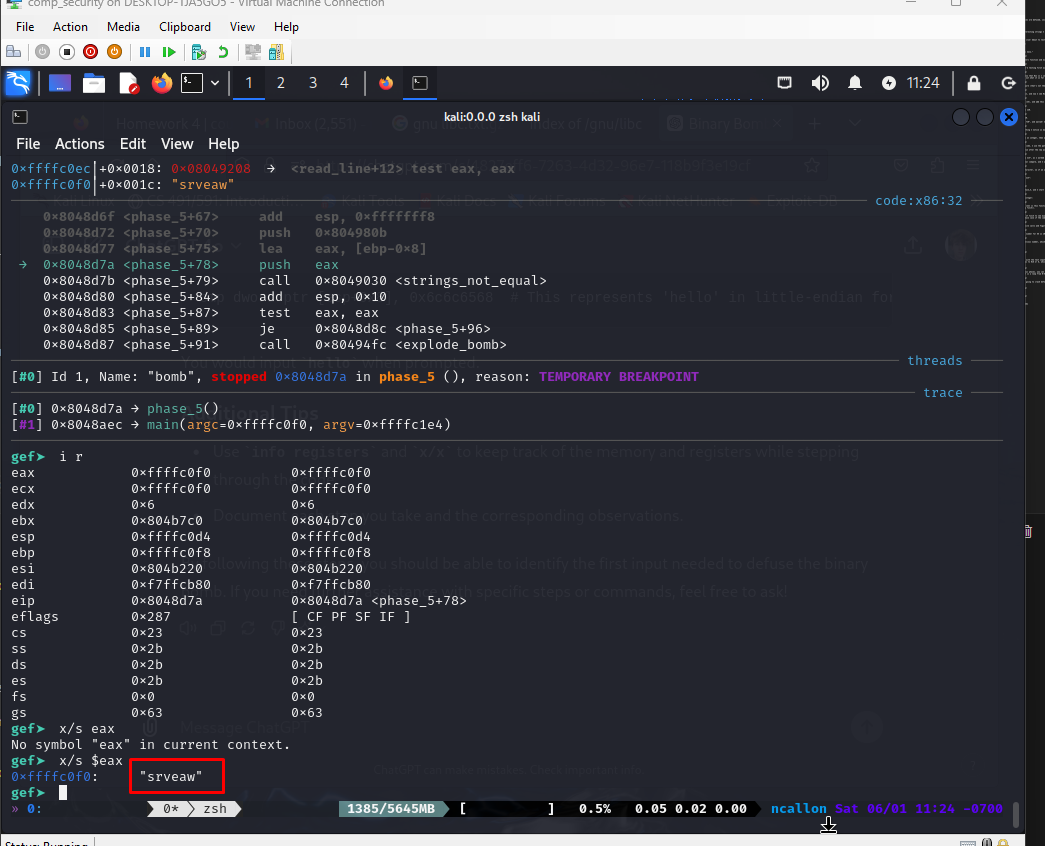 comp_security on DESKTOP-1JA5GO5 - Virtual Machine Connection
File Action Media Clipboard View Help
1 2 3 4 11:24
kali:0.0.0 zsh kali
File Actions Edit View Help
0×ffffc0ec│+0×0018: 0×08049208 → <read_line+12> test eax, eax
0×ffffc0f0│+0×001c: "srveaw"
code:x86:32
0×8048d6f <phase_5+67> add esp, 0×fffffff8
0×8048d72 <phase_5+70> push 0×804980b
0×8048d77 <phase_5+75> lea eax, [ebp-0×8]
→ 0×8048d7a <phase_5+78> push eax
0×8048d7b <phase_5+79> call 0×8049030 <strings_not_equal>
0×8048d80 <phase_5+84> add esp, 0×10
0×8048d83 <phase_5+87> test eax, eax
0×8048d85 <phase_5+89> je 0×8048d8c <phase_5+96>
0×8048d87 <phase_5+91> call 0×80494fc <explode_bomb>
threads
[#0] Id 1, Name: "bomb", stopped 0×8048d7a in phase_5 (), reason: TEMPORARY BREAKPOINT
trace
[#0] 0×8048d7a → phase_5()
[#1] 0×8048aec → main(argc=0×ffffc0f0, argv=0×ffffc1e4)
gef➤ i r
eax 0×ffffc0f0 0×ffffc0f0
ecx 0×ffffc0f0 0×ffffc0f0
edx 0×6 0×6
ebx 0×804b7c0 0×804b7c0
esp 0×ffffc0d4 0×ffffc0d4
ebp 0×ffffc0f8 0×ffffc0f8
esi 0×804b220 0×804b220
edi 0×f7ffcb80 0×f7ffcb80
eip 0×8048d7a 0×8048d7a <phase_5+78>
eflags 0×287 [ CF PF SF IF ]
cs 0×23 0×23
ss 0×2b 0×2b
ds 0×2b 0×2b
es 0×2b 0×2b
fs 0×0 0×0
gs 0×63 0×63
gef➤ x/s eax
No symbol "eax" in current context.
gef➤ x/s $eax
0×ffffc0f0: "srveaw"
gef➤
» 0: 0* zsh 1385/5645MB [ ] 0.5% 0.05 0.02 0.00 ncallon Sat 06/01 11:24 -0700
Status: Running